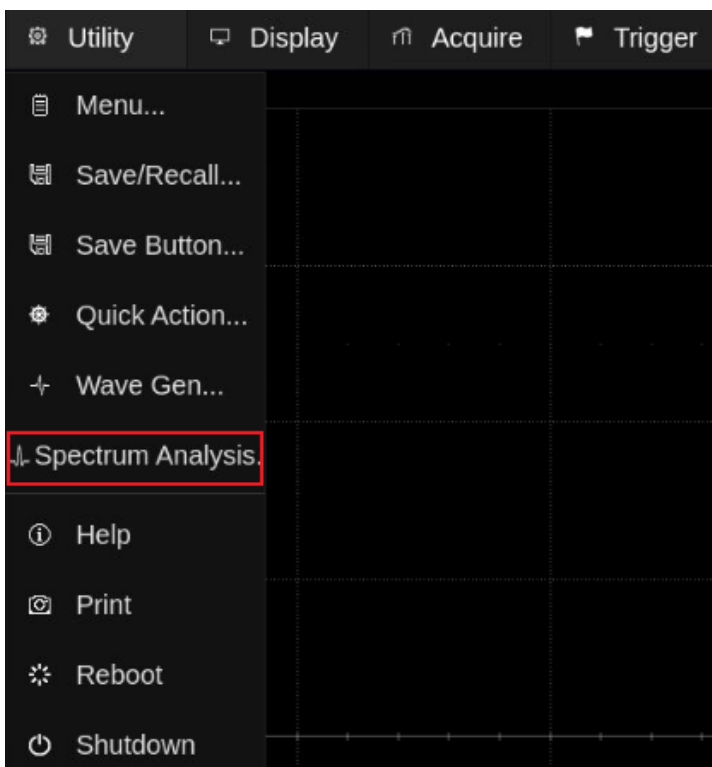 Utility Display Acquire Trigger
Menu...
Save/Recall...
Save Button...
Quick Action...
Wave Gen...
Spectrum Analysis.
Help
Print
Reboot
Shutdown